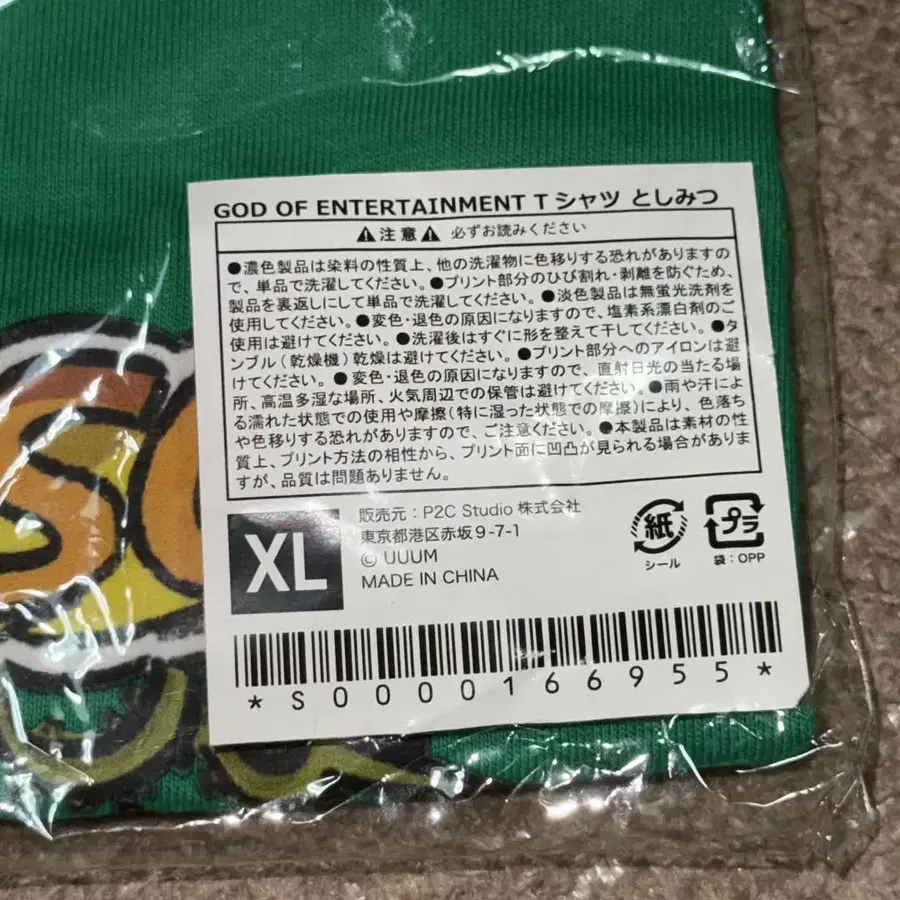 GOD OF ENTERTAINMENT Tシャツ としみつ
⚠注意⚠ 必ずお読みください
●濃色製品は染料の性質上、他の洗濯物に色移りする恐れがありますの
で、単品で洗濯してください。●プリント部分のひび割れ・剥離を防ぐため、
製品を裏返しにして単品で洗濯してください。●淡色製品は無蛍光洗剤をご
使用してください。●変色・退色の原因になりますので、塩素系漂白剤のご
使用は避けてください。●洗濯後はすぐに形を整えて干してください。●タ
ンブル(乾燥機)乾燥は避けてください。●プリント部分へのアイロンは避
けてください。●変色・退色の原因になりますので、直射日光の当たる場
所、高温多湿な場所、火気周辺での保管は避けてください。●雨や汗によ
る濡れた状態での使用や摩擦(特に湿った状態での摩擦)により、色落ち
や色移りする恐れがありますので、ご注意ください。●本製品は素材の性
質上、プリント方法の相性から、プリント面に凹凸が見られる場合がありま
すが、品質は問題ありません。
XL
販売元:P2C Studio 株式会社
東京都港区赤坂9-7-1
© UUUM
MADE IN CHINA
紙
シール
プラ
袋:OPP
*S0000166955*